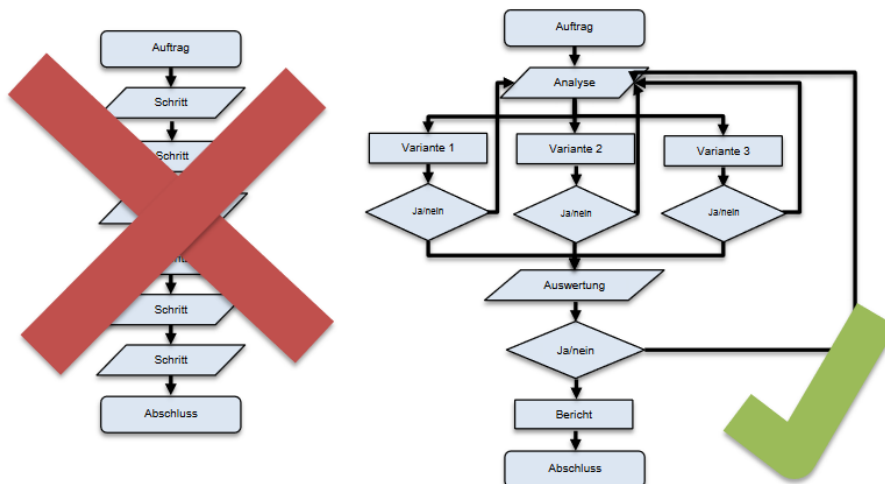 Auftrag
Schritt
Schritt
Schritt
Schritt
Abschluss
Auftrag
Analyse
Variante 1
Variante 2
Variante 3
Ja/nein
Ja/nein
Ja/nein
Auswertung
Ja/nein
Bericht
Abschluss